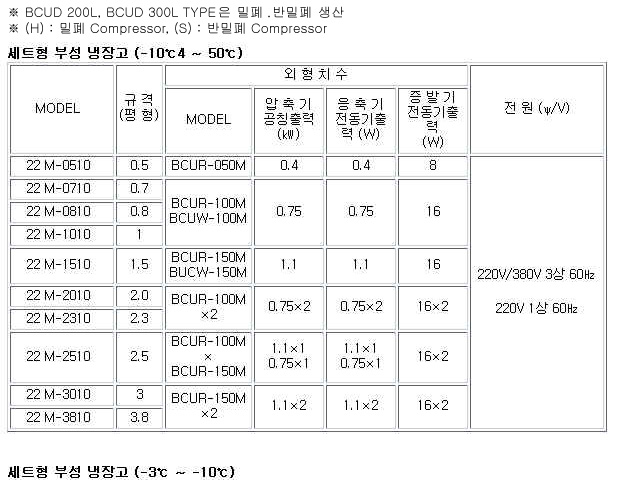 ※ BCUD 200L, BCUD 300L TYPE은 밀폐 .반밀폐 생산
※ (H) : 밀폐 Compressor, (S) : 반밀폐 Compressor
세트형 부성 냉장고 (-10℃4 ~ 50℃)
MODEL 규 격 (평 형) 외 형 치 수 전 원 (ψ/V)
MODEL 압 축 기 공칭출력 (㎾) 응 축 기 전동기출 력 (W) 증 발 기 전동기출 력 (W)
22 M-0510 0.5 BCUR-050M 0.4 0.4 8
22 M-0710 0.7
22 M-0810 0.8
22 M-1010 1
BCUR-100M 0.75 0.75 16
BCUW-100M
22 M-1510 1.5 BCUR-150M 1.1 1.1 16
BUCW-150M
22 M-2010 2.0
22 M-2310 2.3
BCUR-100M 0.75×2 0.75×2 16×2
×2
22 M-2510 2.5 BCUR-100M 1.1×1 1.1×1 16×2
× 0.75×1 0.75×1
BCUR-150M
22 M-3010 3
22 M-3810 3.8
BCUR-150M 1.1×2 1.1×2 16×2
×2
220V/380V 3상 60㎐
220V 1상 60㎐
세트형 부성 냉장고 (-3℃ ~ -10℃)